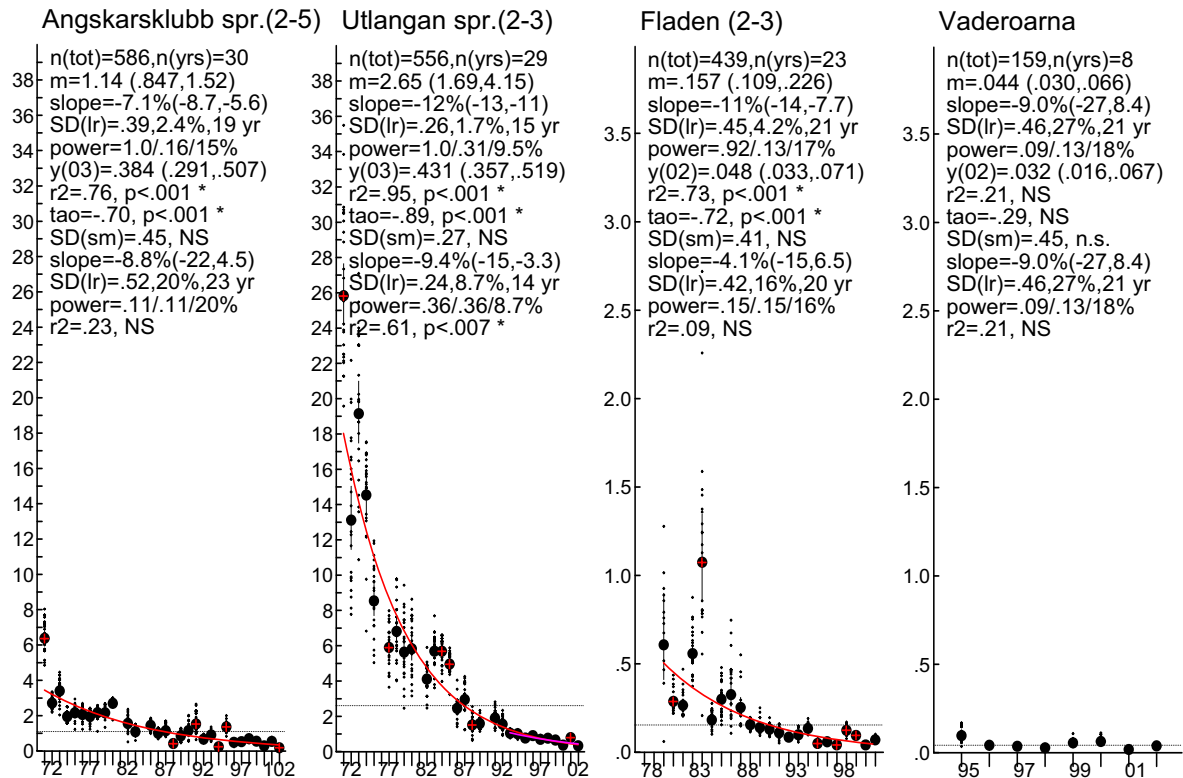 Angskarsklubb spr.(2-5)
n(tot)=586,n(yrs)=30
m=1.14 (.847,1.52)
slope=-7.1%(-8.7,-5.6)
SD(lr)=.39,2.4%,19 yr
power=1.0/.16/15%
y(03)=.384 (.291,.507)
r2=.76, p<.001 *
tao=-.70, p<.001 *
SD(sm)=.45, NS
slope=-8.8%(-22,4.5)
SD(lr)=.52,20%,23 yr
power=.11/.11/20%
r2=.23, NS
38
36
34
32
30
28
26
24
22
20
18
16
14
12
10
8
6
4
2
0
72 77 82 87 92 97 02
Utlangan spr.(2-3)
n(tot)=556,n(yrs)=29
m=2.65 (1.69,4.15)
slope=-12%(-13,-11)
SD(lr)=.26,1.7%,15 yr
power=1.0/.31/9.5%
y(03)=.431 (.357,.519)
r2=.95, p<.001 *
tao=-.89, p<.001 *
SD(sm)=.27, NS
slope=-9.4%(-15,-3.3)
SD(lr)=.24,8.7%,14 yr
power=.36/.36/8.7%
r2=.61, p<.007 *
38
36
34
32
30
28
26
24
22
20
18
16
14
12
10
8
6
4
2
0
72 77 82 87 92 97 02
Fladen (2-3)
n(tot)=439,n(yrs)=23
m=.157 (.109,.226)
slope=-11%(-14,-7.7)
SD(lr)=.45,4.2%,21 yr
power=.92/.13/17%
y(02)=.048 (.033,.071)
r2=.73, p<.001 *
tao=-.72, p<.001 *
SD(sm)=.41, NS
slope=-4.1%(-15,6.5)
SD(lr)=.42,16%,20 yr
power=.15/.15/16%
r2=.09, NS
3.5
3.0
2.5
2.0
1.5
1.0
.5
.0
78 83 88 93 98
Vaderoarna
n(tot)=159,n(yrs)=8
m=.044 (.030,.066)
slope=-9.0%(-27,8.4)
SD(lr)=.46,27%,21 yr
power=.09/.13/18%
y(02)=.032 (.016,.067)
r2=.21, NS
tao=-.29, NS
SD(sm)=.45, n.s.
slope=-9.0%(-27,8.4)
SD(lr)=.46,27%,21 yr
power=.09/.13/18%
r2=.21, NS
3.5
3.0
2.5
2.0
1.5
1.0
.5
.0
95 97 99 01